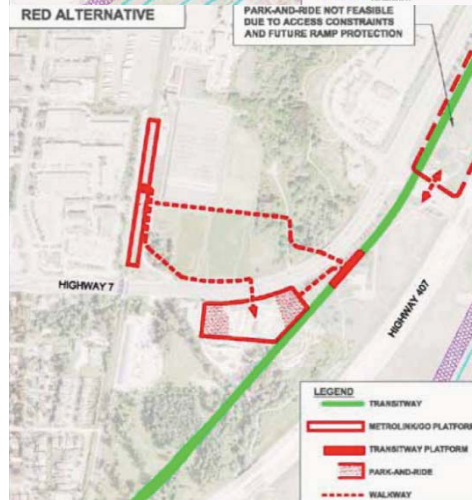 RED ALTERNATIVE
PARK-AND-RIDE NOT FEASIBLE
DUE TO ACCESS CONSTRAINTS
AND FUTURE RAMP PROTECTION
HIGHWAY 7
HIGHWAY 407
LEGEND
TRANSITWAY
METROLINK/GO PLATFORM
TRANSITWAY PLATFORM
PARK-AND-RIDE
WALKWAY